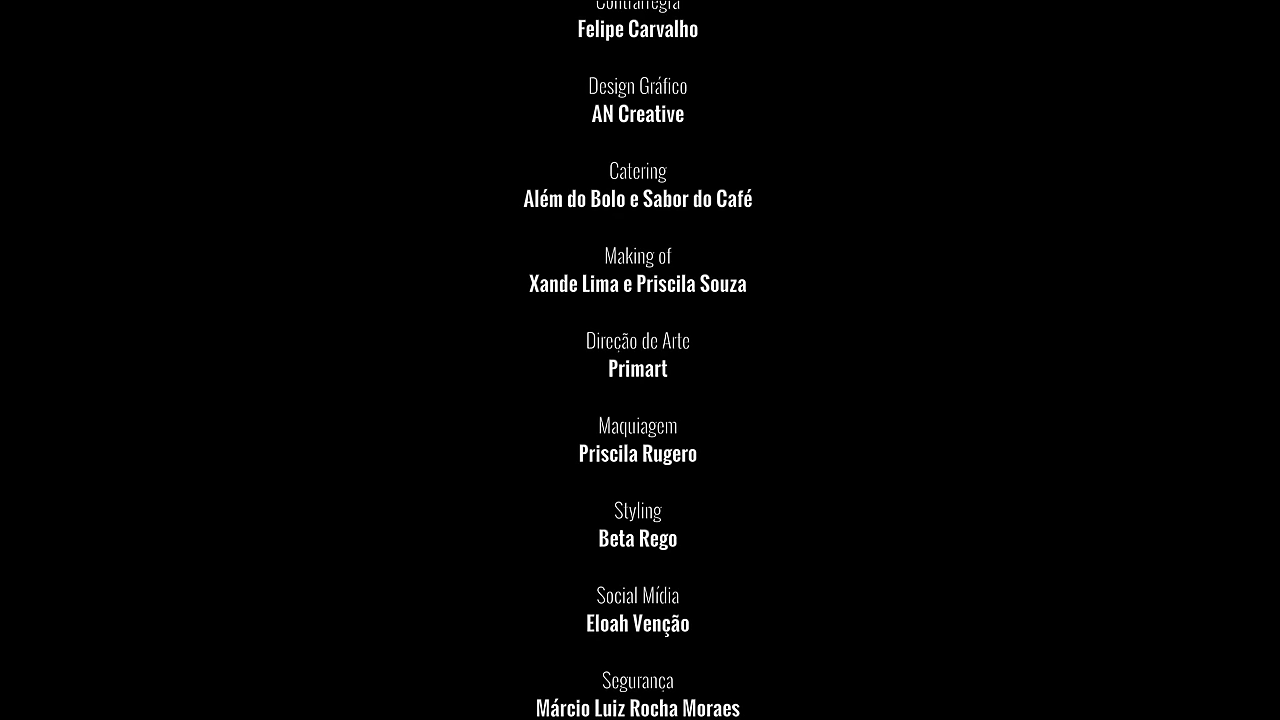 Contrarregra
Felipe Carvalho
Design Gráfico
AN Creative
Catering
Além do Bolo e Sabor do Café
Making of
Xande Lima e Priscila Souza
Direção de Arte
Primart
Maquiagem
Priscila Rugero
Styling
Beta Rego
Social Mídia
Eloah Venção
Segurança
Márcio Luiz Rocha Moraes